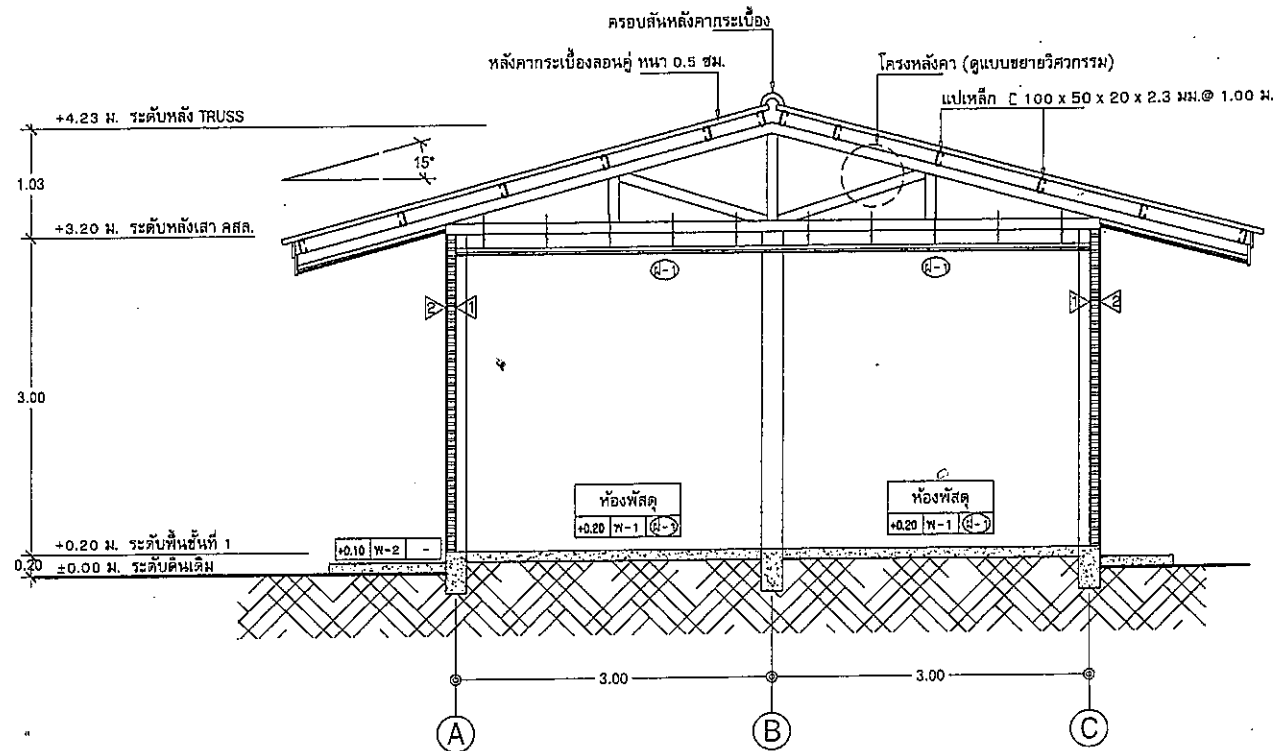 ครอบสันหลังคากระเบื้อง
หลังคากระเบื้องลอนคู่ หนา 0.5 ซม.
โครงหลังคา (ดูแบบขยายวิศวกรรม)
แปเหล็ก C 100 x 50 x 20 x 2.3 มม.@ 1.00 ม.
+4.23 ม. ระดับหลัง TRUSS
15°
1.03
+3.20 ม. ระดับหลังเสา คสล.
ฝ-1
ฝ-1
2 1
1 2
3.00
ห้องพัสดุ
+0.20 พ-1 ฝ-1
ห้องพัสดุ
+0.20 พ-1 ฝ-1
+0.20 ม. ระดับพื้นชั้นที่ 1
+0.10 พ-2 -
0.20
±0.00 ม. ระดับดินเดิม
3.00
3.00
A
B
C